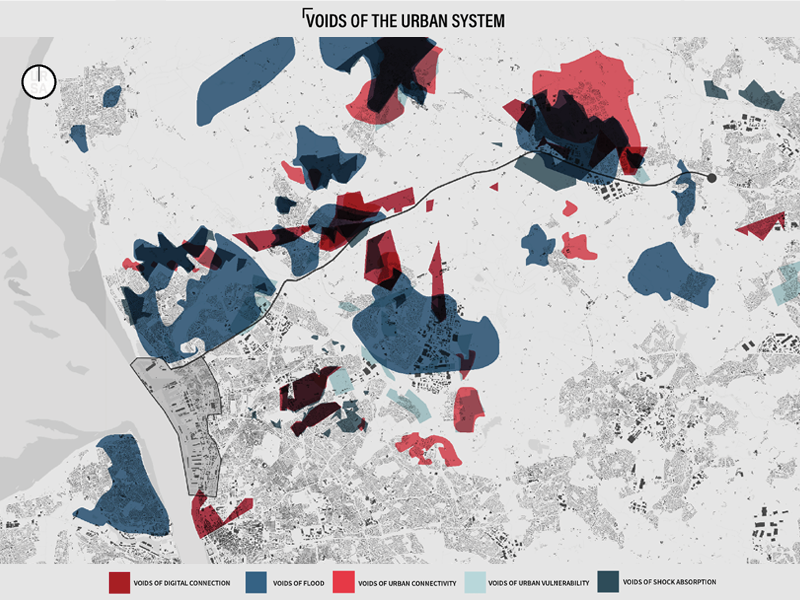 VOIDS OF THE URBAN SYSTEM
VOIDS OF DIGITAL CONNECTION
VOIDS OF FLOOD
VOIDS OF URBAN CONNECTIVITY
VOIDS OF URBAN VULNERABILITY
VOIDS OF SHOCK ABSORPTION